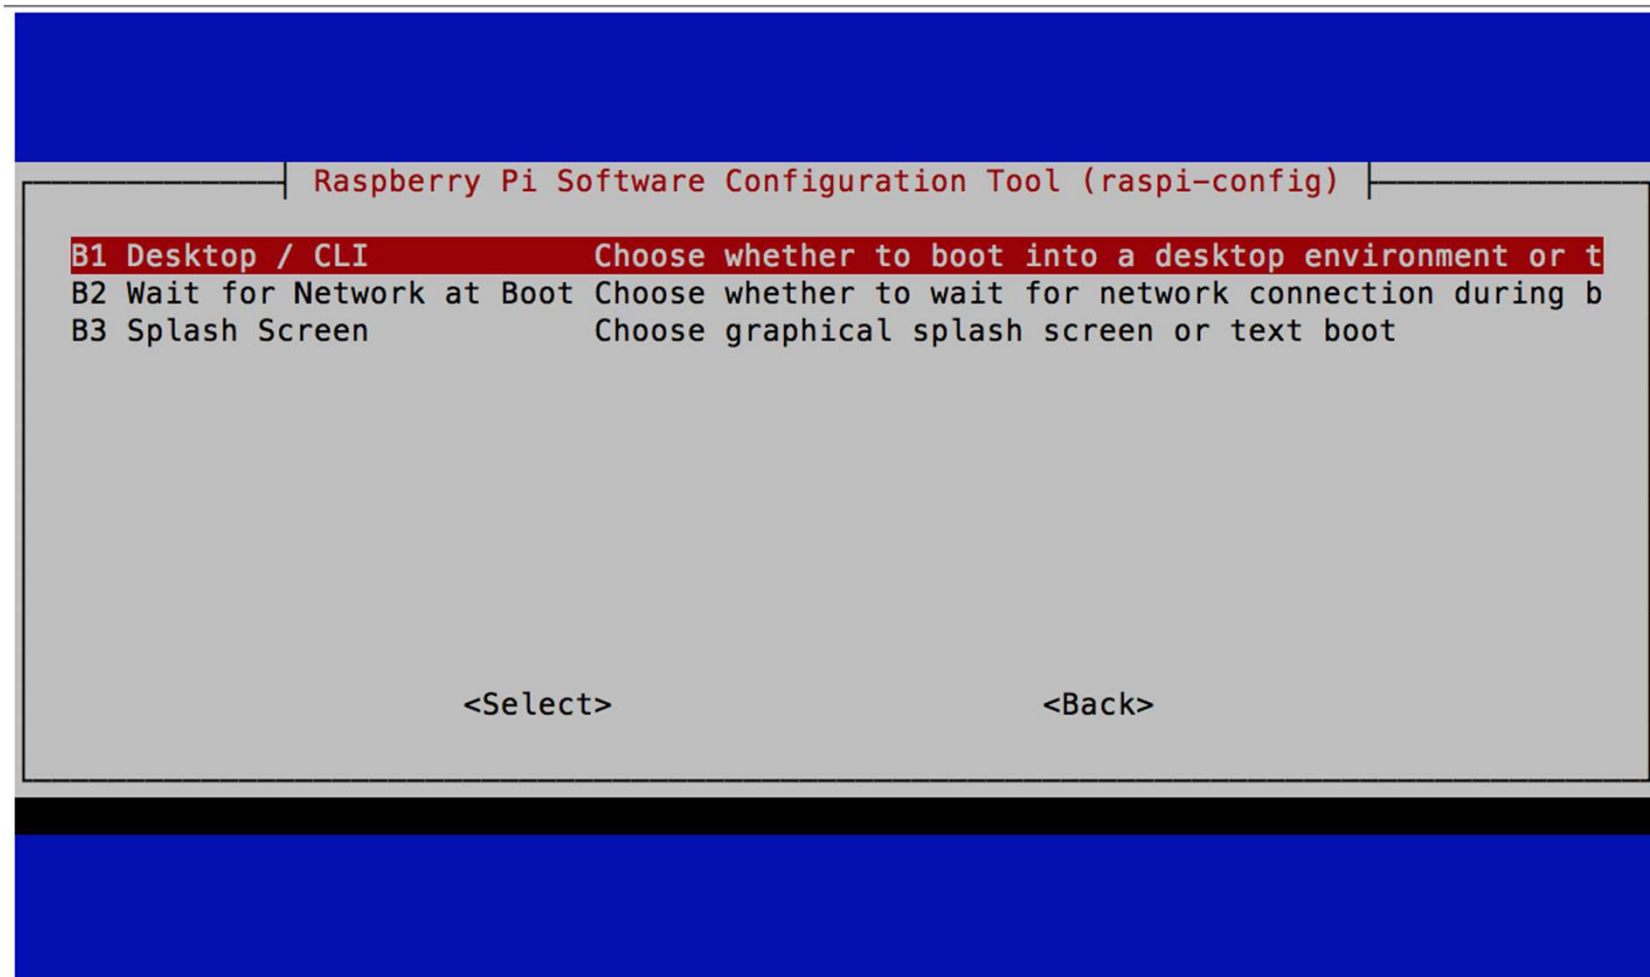 Raspberry Pi Software Configuration Tool (raspi-config)
B1 Desktop / CLI Choose whether to boot into a desktop environment or t
B2 Wait for Network at Boot Choose whether to wait for network connection during b
B3 Splash Screen Choose graphical splash screen or text boot
<Select> <Back>